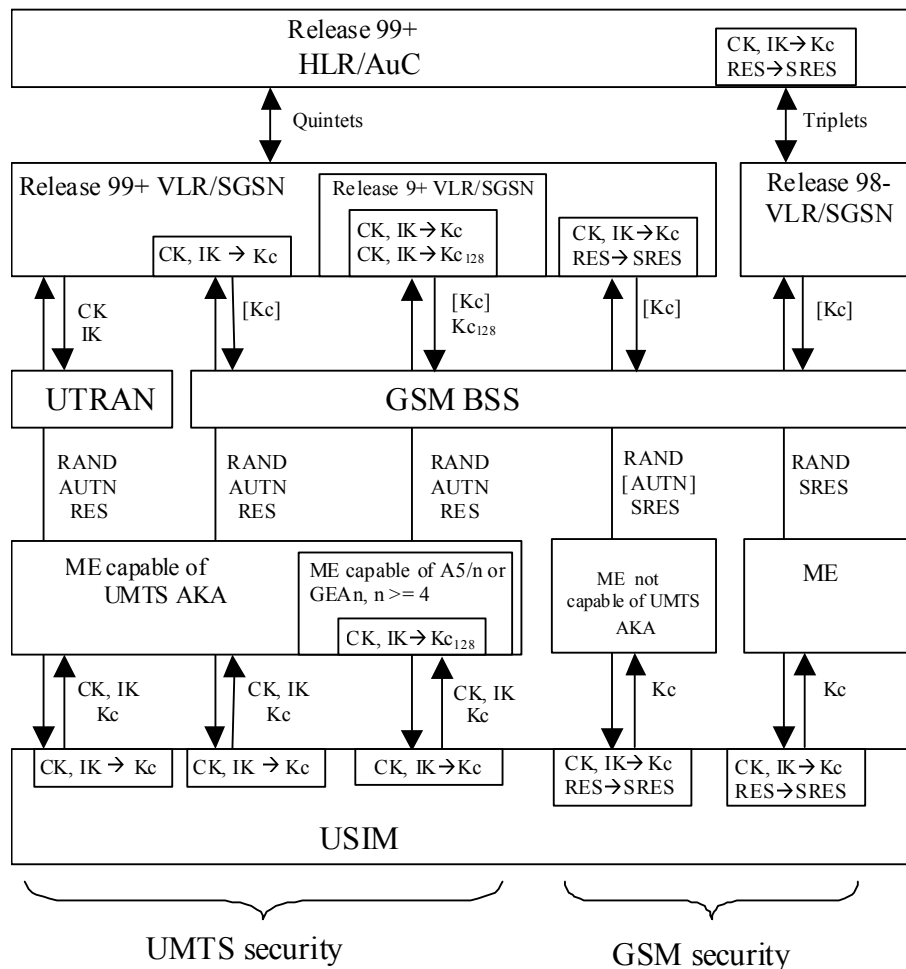 Release 99+
HLR/AuC
CK, IK→Kc
RES→SRES
Quintets
Triplets
Release 99+ VLR/SGSN
Release 9+ VLR/SGSN
CK, IK→Kc
CK, IK→Kc128
CK, IK → Kc
CK, IK→Kc
RES→SRES
Release 98-
VLR/SGSN
CK
IK
[Kc]
[Kc]
Kc128
[Kc]
[Kc]
UTRAN
GSM BSS
RAND
AUTN
RES
RAND
AUTN
RES
RAND
AUTN
RES
RAND
[AUTN]
SRES
RAND
SRES
ME capable of
UMTS AKA
ME capable of A5/n or
GEAn, n >= 4
CK, IK→Kc128
ME not
capable of UMTS
AKA
ME
CK, IK
Kc
CK, IK
Kc
CK, IK
Kc
Kc
Kc
CK, IK → Kc
CK, IK → Kc
CK, IK→Kc
CK, IK→Kc
RES→SRES
CK, IK→Kc
RES→SRES
USIM
UMTS security
GSM security